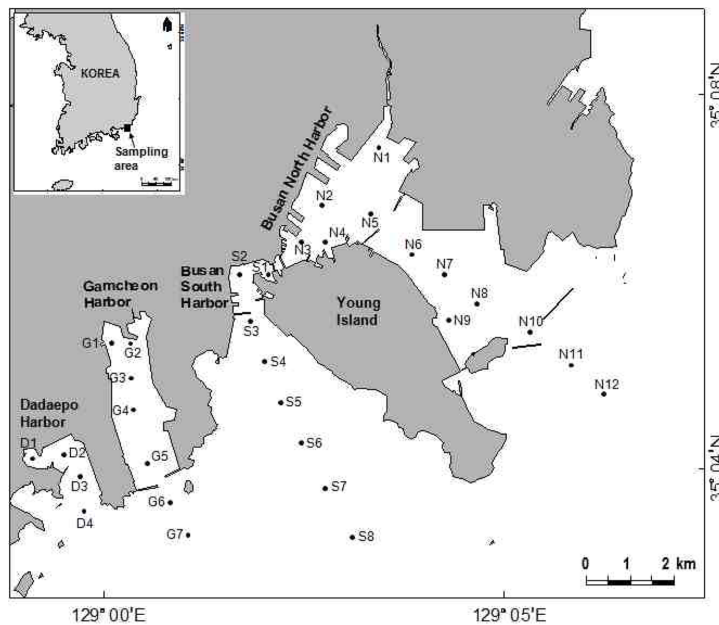 KOREA
Sampling
area
35° 08'N
Busan North Harbor
N1
N2
N5
N3
N4
N6
S2
S1
N7
Gamcheon
Harbor
Busan
South
Harbor
N8
Young
Island
S3
N9
N10
G1
G2
S4
N11
G3
N12
S5
G4
Dadaepo
Harbor
D1
S6
D2
G5
35° 04'N
D3
S7
G6
D4
G7
S8
0 1 2 km
129° 00'E
129° 05'E